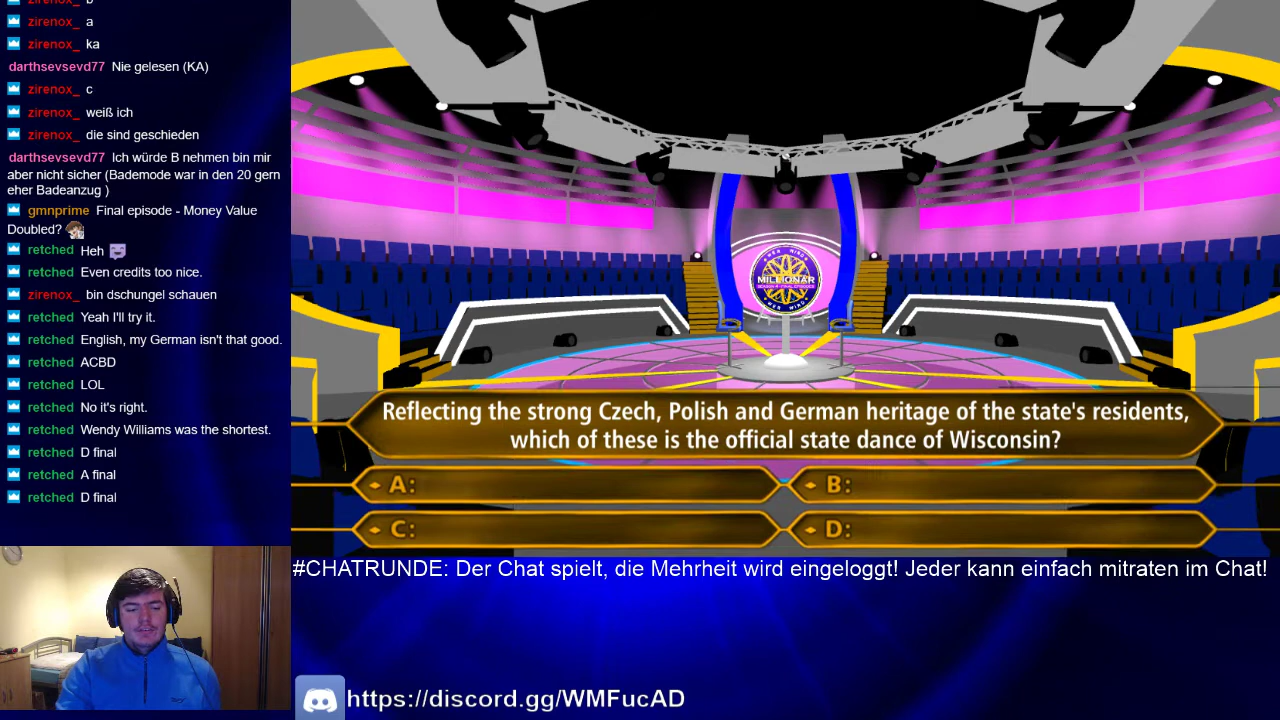 zirenox_ b
zirenox_ a
zirenox_ ka
darthsevsevd77 Nie gelesen (KA)
zirenox_ c
zirenox_ weiß ich
zirenox_ die sind geschieden
darthsevsevd77 Ich würde B nehmen bin mir
aber nicht sicher (Bademode war in den 20 gern
eher Badeanzug )
gmnprime Final episode - Money Value
Doubled?
retched Heh
retched Even credits too nice.
zirenox_ bin dschungel schauen
retched Yeah I'll try it.
retched English, my German isn't that good.
retched ACBD
retched LOL
retched No it's right.
retched Wendy Williams was the shortest.
retched D final
retched A final
retched D final
WER WIRD
MILLIONÄR
WER WIRD
Reflecting the strong Czech, Polish and German heritage of the state's residents,
which of these is the official state dance of Wisconsin?
A:
B:
C:
D:
#CHATRUNDE: Der Chat spielt, die Mehrheit wird eingeloggt! Jeder kann einfach mitraten im Chat!
https://discord.gg/WMFucAD